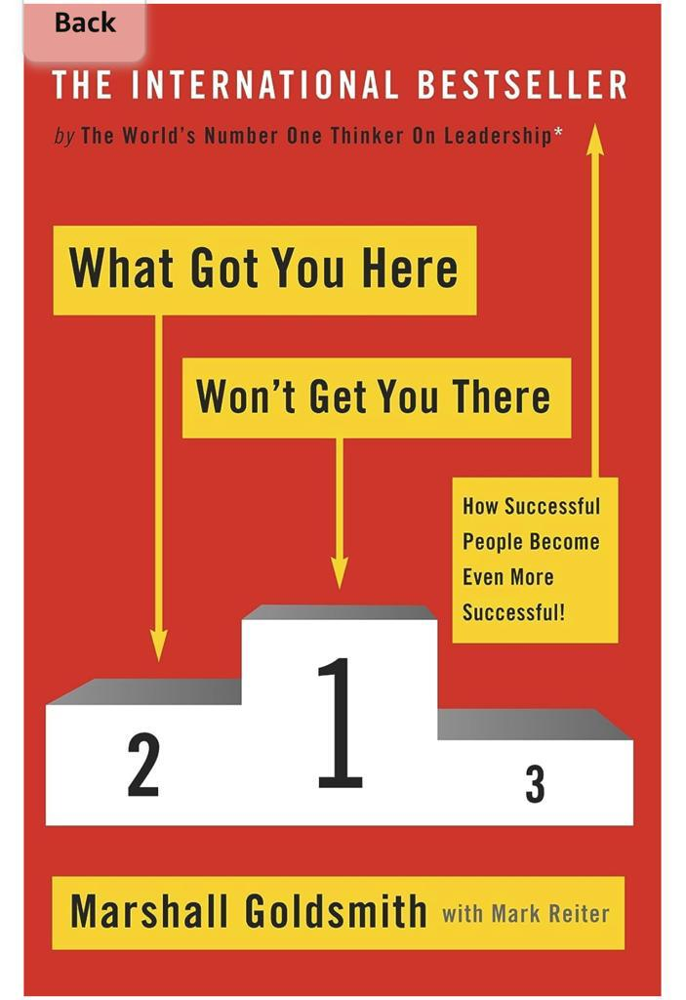 Back
THE INTERNATIONAL BESTSELLER
by The World's Number One Thinker On Leadership*
What Got You Here
Won't Get You There
How Successful
People Become
Even More
Successful!
1
2
3
Marshall Goldsmith with Mark Reiter